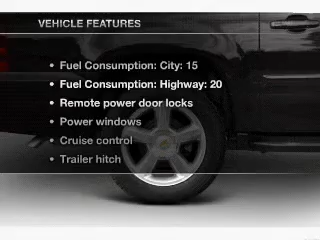 VEHICLE FEATURES
• Fuel Consumption: City: 15
• Fuel Consumption: Highway: 20
• Remote power door locks
• Power windows
• Cruise control
• Trailer hitch